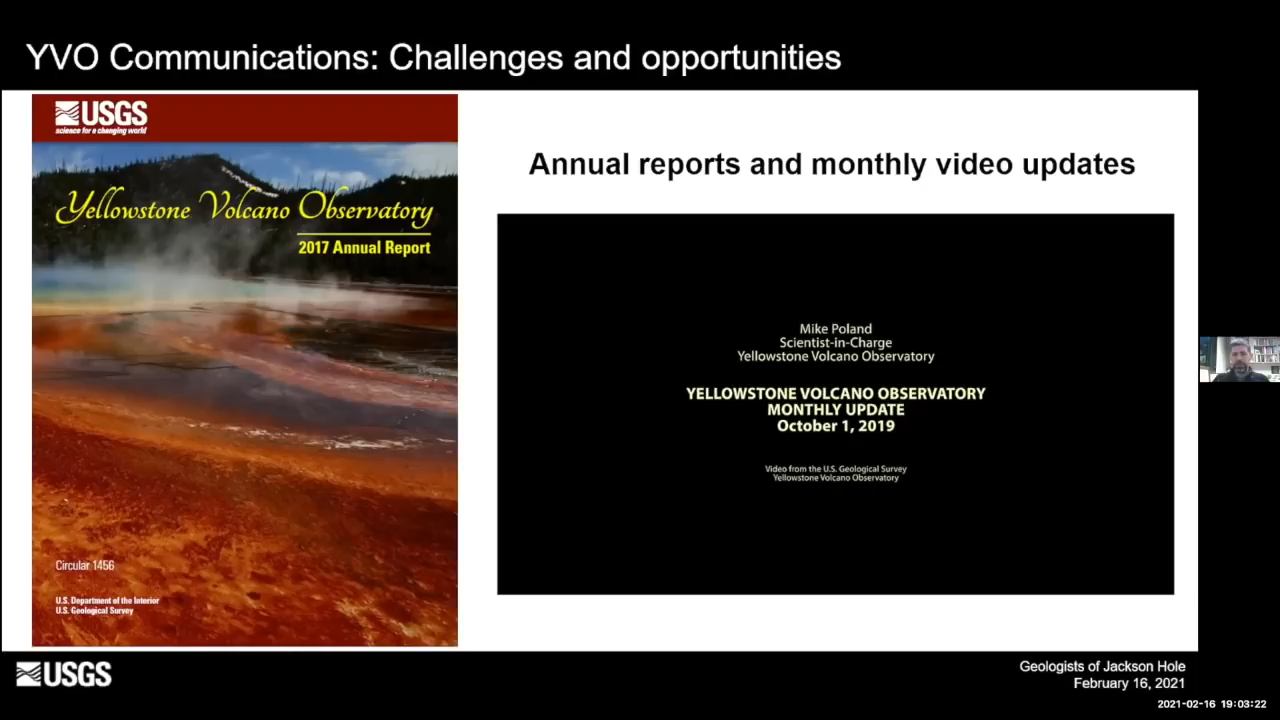 YVO Communications: Challenges and opportunities
USGS
science for a changing world
Yellowstone Volcano Observatory
2017 Annual Report
Circular 1456
U.S. Department of the Interior
U.S. Geological Survey
Annual reports and monthly video updates
Mike Poland
Scientist-in-Charge
Yellowstone Volcano Observatory
YELLOWSTONE VOLCANO OBSERVATORY
MONTHLY UPDATE
October 1, 2019
Video from the U.S. Geological Survey
Yellowstone Volcano Observatory
USGS
Geologists of Jackson Hole
February 16, 2021
2021-02-16 19:03:22